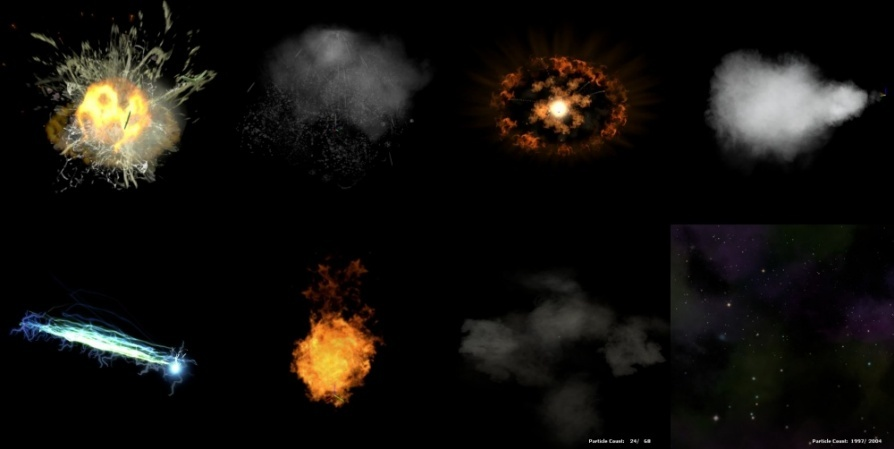 Particle Count: 24/ 68
Particle Count: 1997/ 2004